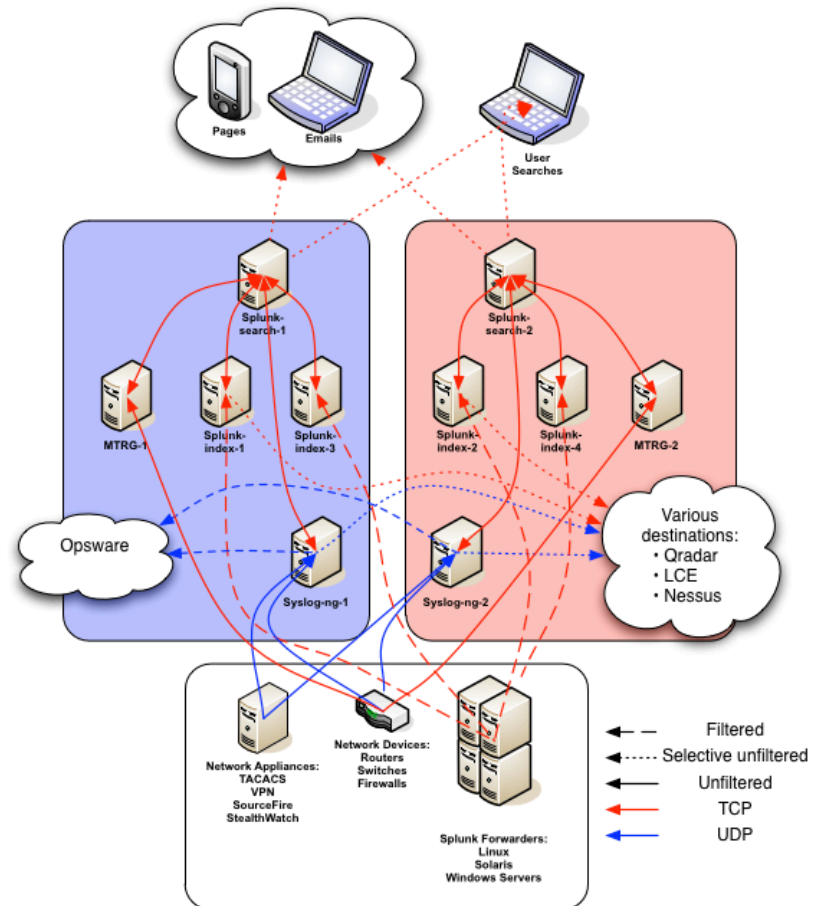 Pages
Emails
User
Searches
Splunk-
search-1
Splunk-
search-2
MTRG-1
Splunk-
index-1
Splunk-
index-3
Splunk-
index-2
Splunk-
index-4
MTRG-2
Opsware
Various
destinations:
• Qradar
• LCE
• Nessus
Syslog-ng-1
Syslog-ng-2
Network Appliances:
TACACS
VPN
SourceFire
StealthWatch
Network Devices:
Routers
Switches
Firewalls
Splunk Forwarders:
Linux
Solaris
Windows Servers
Filtered
Selective unfiltered
Unfiltered
TCP
UDP